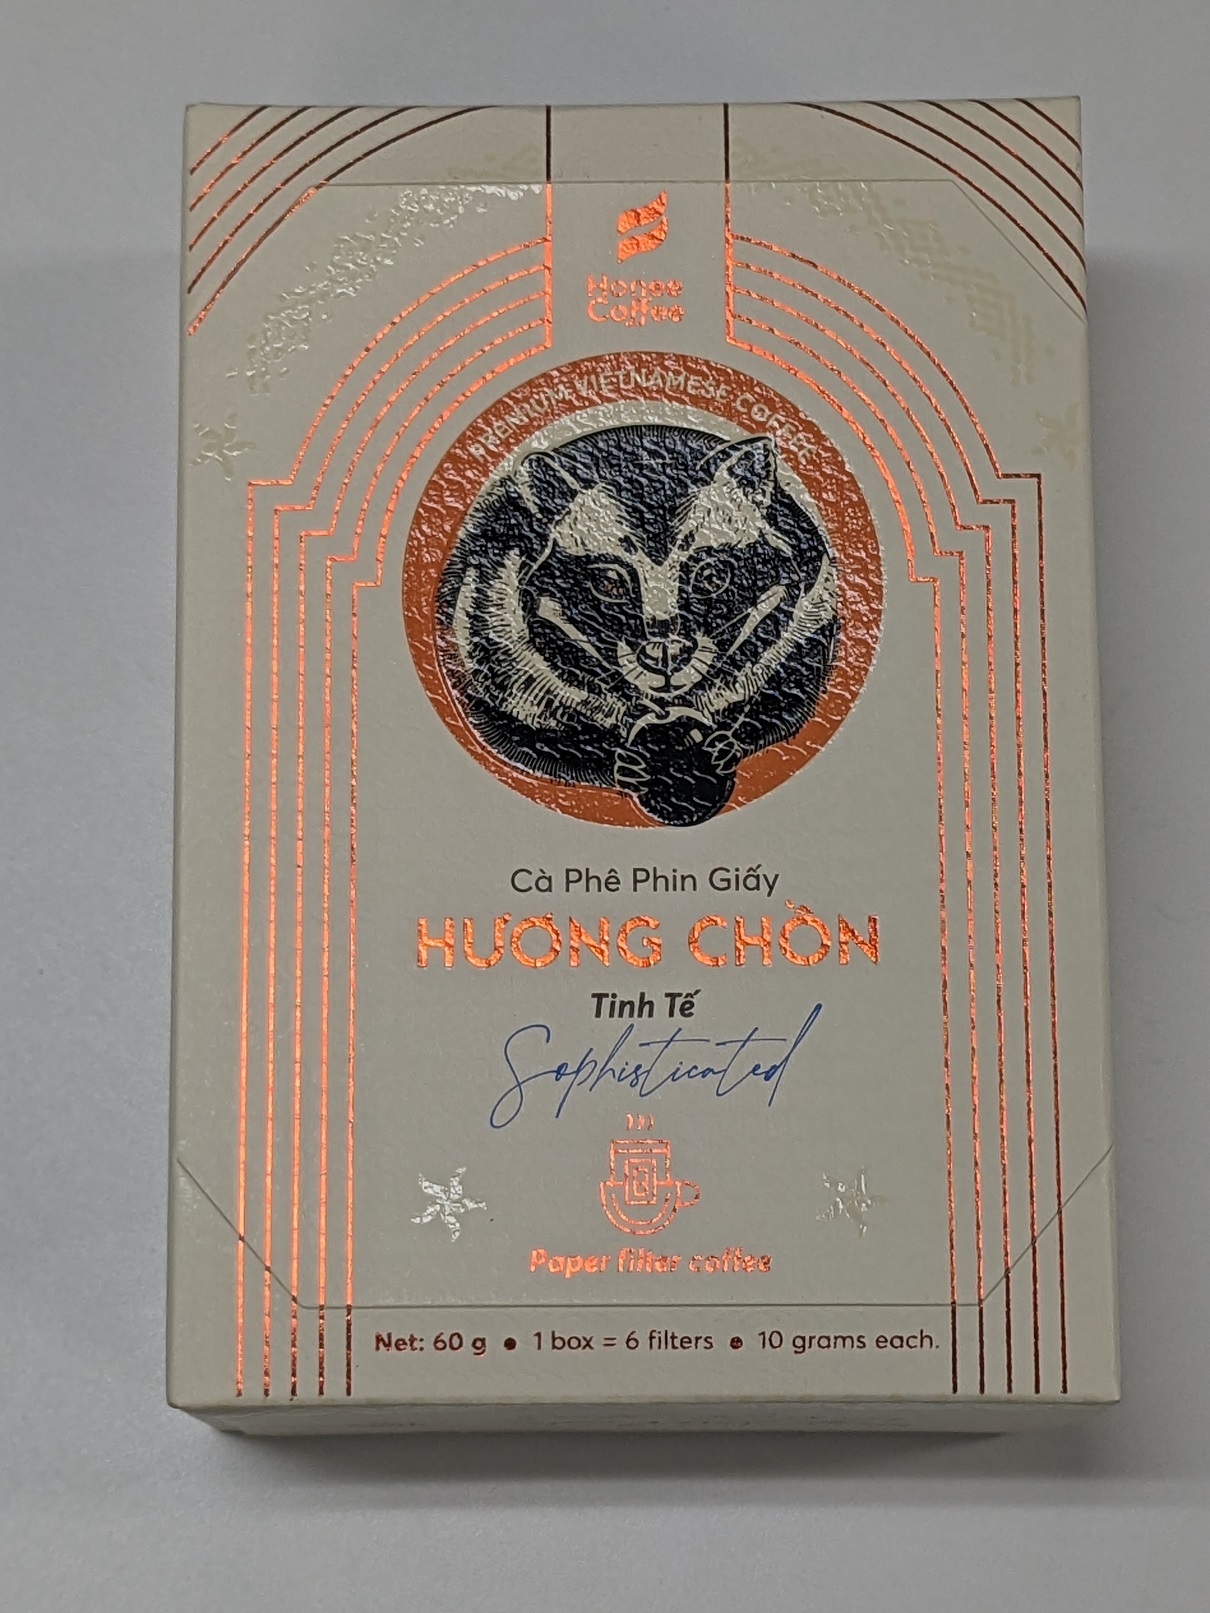 Honee
Coffee
PREMIUM VIETNAMESE COFFEE
Cà Phê Phin Giấy
HƯƠNG CHỒN
Tinh Tế
Sophisticated
Paper filter coffee
Net: 60 g ● 1 box = 6 filters ● 10 grams each.